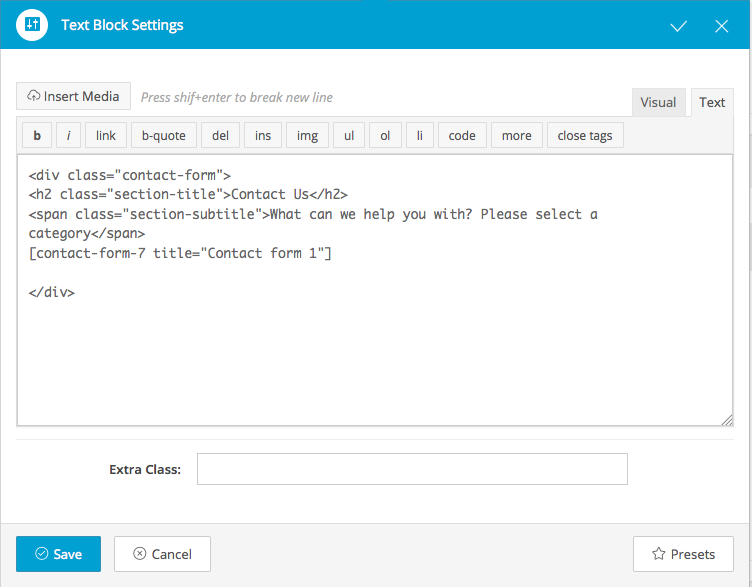 Text Block Settings
Insert Media Press shif+enter to break new line
Visual Text
b i link b-quote del ins img ul ol li code more close tags
<div class="contact-form">
<h2 class="section-title">Contact Us</h2>
<span class="section-subtitle">What can we help you with? Please select a
category</span>
[contact-form-7 title="Contact form 1"]
</div>
Extra Class:
Save Cancel Presets